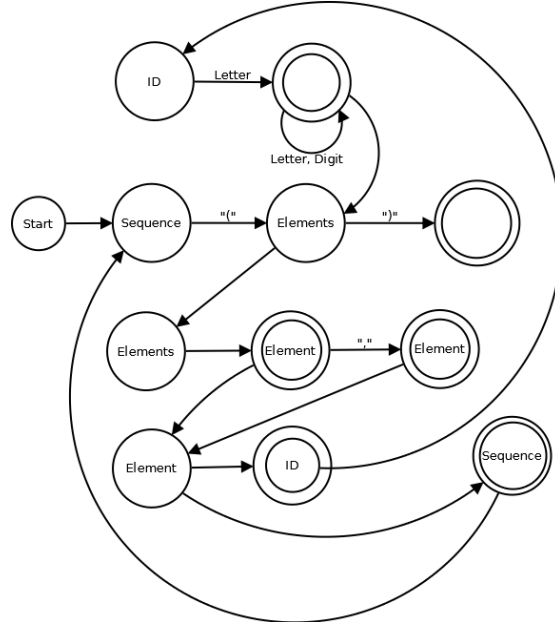 ID
Letter
Letter, Digit
Start
Sequence
"("
Elements
")"
Elements
Element
","
Element
Element
ID
Sequence